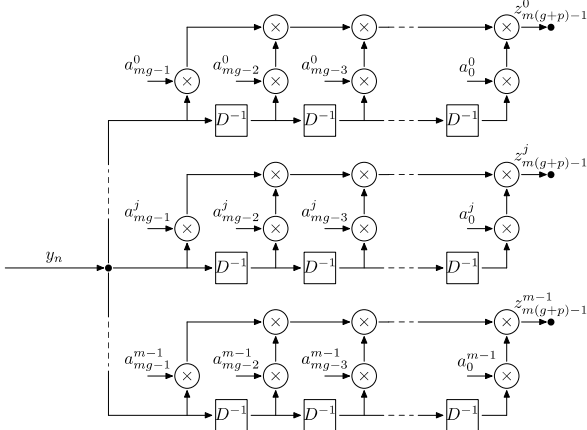 z^0_{m(g+p)-1}
× × ×
a^0_{mg-1} × a^0_{mg-2} × a^0_{mg-3} × a^0_0 ×
D^{-1} D^{-1} D^{-1}
z^j_{m(g+p)-1}
× × ×
a^j_{mg-1} × a^j_{mg-2} × a^j_{mg-3} × a^j_0 ×
y_n D^{-1} D^{-1} D^{-1}
z^{m-1}_{m(g+p)-1}
× × ×
a^{m-1}_{mg-1} × a^{m-1}_{mg-2} × a^{m-1}_{mg-3} × a^{m-1}_0 ×
D^{-1} D^{-1} D^{-1}